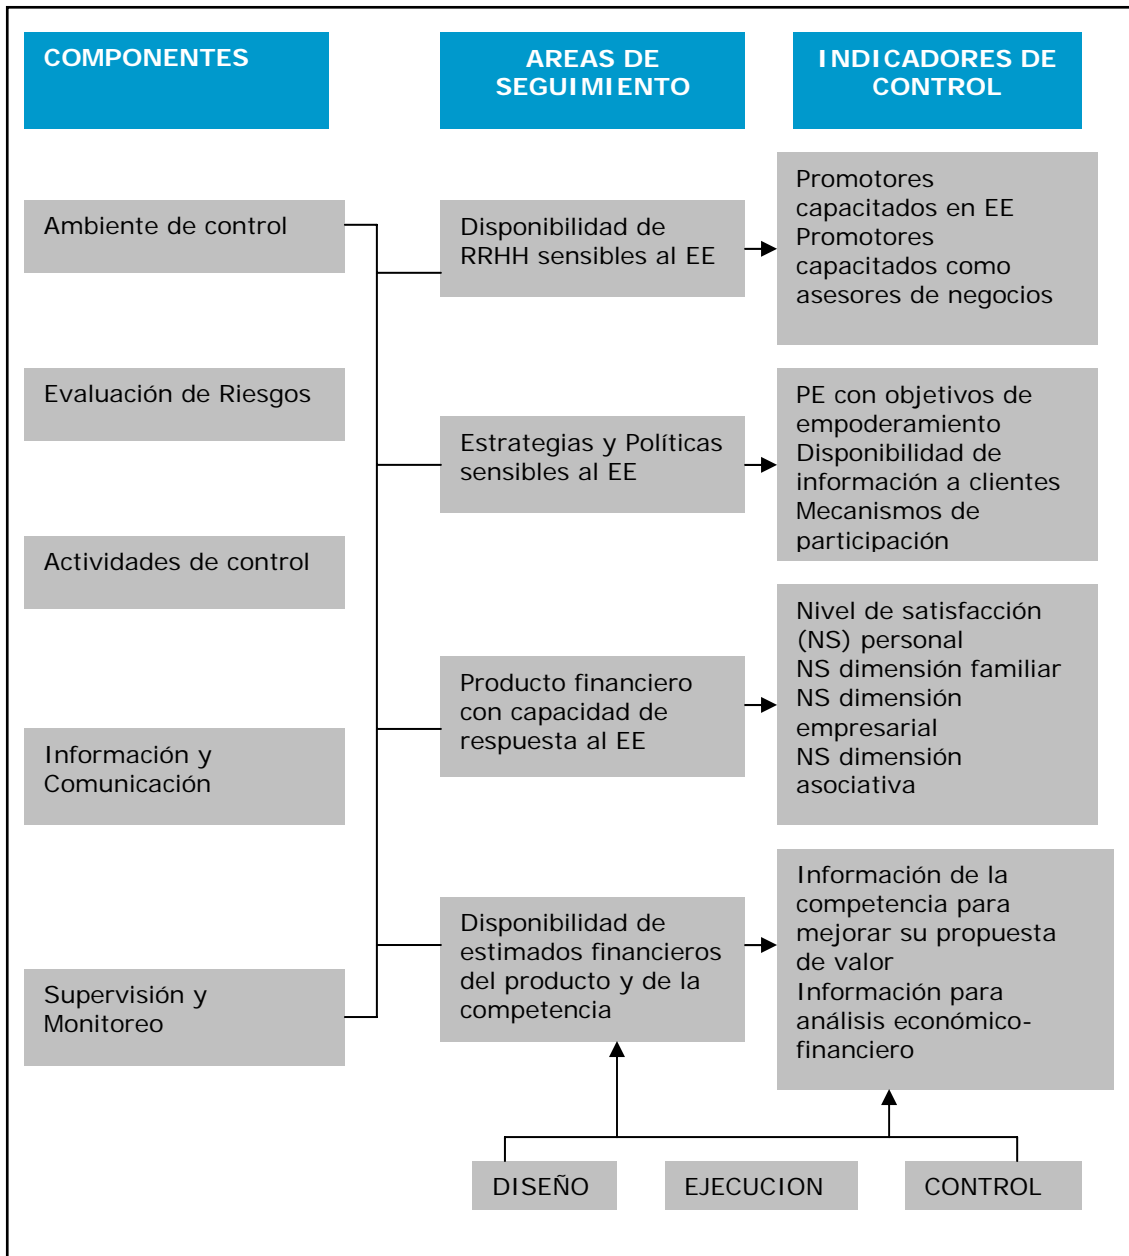 COMPONENTES
AREAS DE
SEGUIMIENTO
INDICADORES DE
CONTROL
Ambiente de control
Evaluación de Riesgos
Actividades de control
Información y
Comunicación
Supervisión y
Monitoreo
Disponibilidad de
RRHH sensibles al EE
Estrategias y Políticas
sensibles al EE
Producto financiero
con capacidad de
respuesta al EE
Disponibilidad de
estimados financieros
del producto y de la
competencia
Promotores
capacitados en EE
Promotores
capacitados como
asesores de negocios
PE con objetivos de
empoderamiento
Disponibilidad de
información a clientes
Mecanismos de
participación
Nivel de satisfacción
(NS) personal
NS dimensión familiar
NS dimensión
empresarial
NS dimensión
asociativa
Información de la
competencia para
mejorar su propuesta
de valor
Información para
análisis económico-
financiero
DISEÑO
EJECUCION
CONTROL